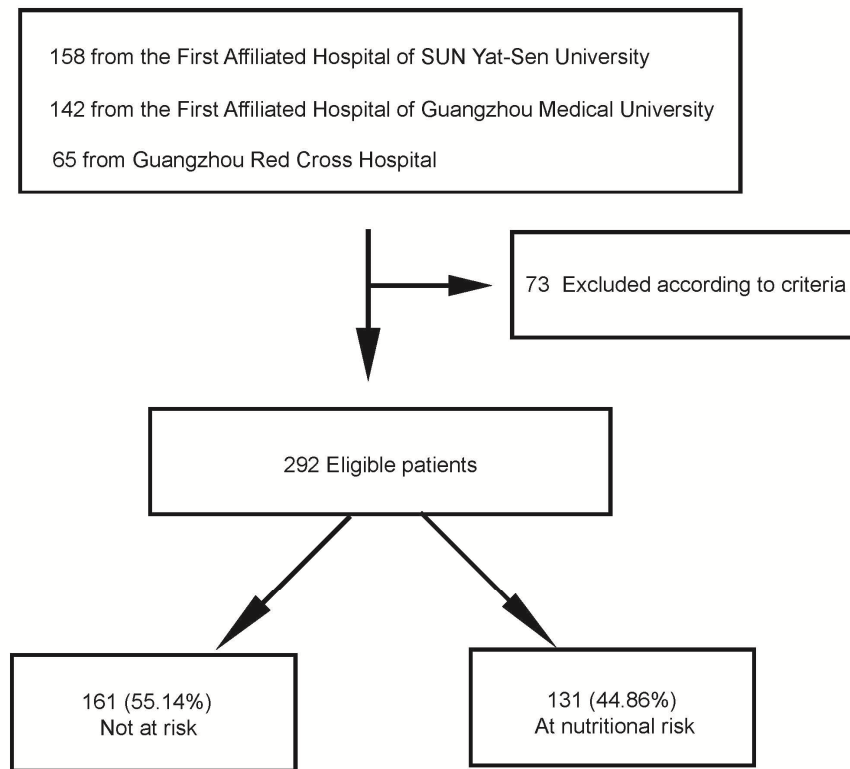 158 from the First Affiliated Hospital of SUN Yat-Sen University
142 from the First Affiliated Hospital of Guangzhou Medical University
65 from Guangzhou Red Cross Hospital
73 Excluded according to criteria
292 Eligible patients
161 (55.14%)
Not at risk
131 (44.86%)
At nutritional risk